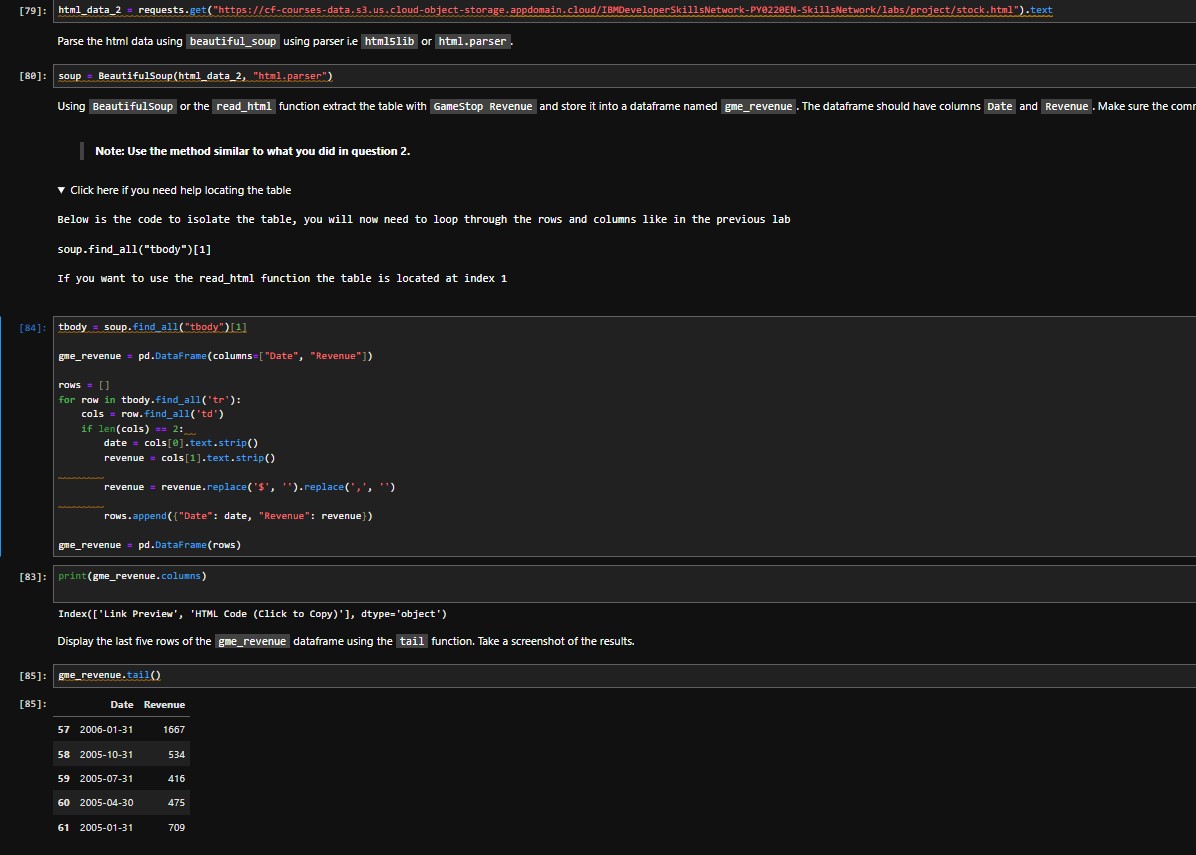 [79]: html_data_2 = requests.get("https://cf-courses-data.s3.us.cloud-object-storage.appdomain.cloud/IBMDeveloperSkillsNetwork-PY0220EN-SkillsNetwork/labs/project/stock.html").text
Parse the html data using beautiful_soup using parser i.e html5lib or html.parser.
[80]: soup = BeautifulSoup(html_data_2, "html.parser")
Using BeautifulSoup or the read_html function extract the table with GameStop Revenue and store it into a dataframe named gme_revenue. The dataframe should have columns Date and Revenue. Make sure the
Note: Use the method similar to what you did in question 2.
▼ Click here if you need help locating the table
Below is the code to isolate the table, you will now need to loop through the rows and columns like in the previous lab
soup.find_all("tbody")[1]
If you want to use the read_html function the table is located at index 1
[84]: tbody = soup.find_all("tbody")[1]
gme_revenue = pd.DataFrame(columns=["Date", "Revenue"])
rows = []
for row in tbody.find_all('tr'):
    cols = row.find_all('td')
    if len(cols) == 2:
        date = cols[0].text.strip()
        revenue = cols[1].text.strip()
        revenue = revenue.replace('$', '').replace(',', '')
        rows.append({"Date": date, "Revenue": revenue})
gme_revenue = pd.DataFrame(rows)
[83]: print(gme_revenue.columns)
Index(['Link Preview', 'HTML Code (Click to Copy)'], dtype='object')
Display the last five rows of the gme_revenue dataframe using the tail function. Take a screenshot of the results.
[85]: gme_revenue.tail()
[85]: Date Revenue
57 2006-01-31 1667
58 2005-10-31 534
59 2005-07-31 416
60 2005-04-30 475
61 2005-01-31 709